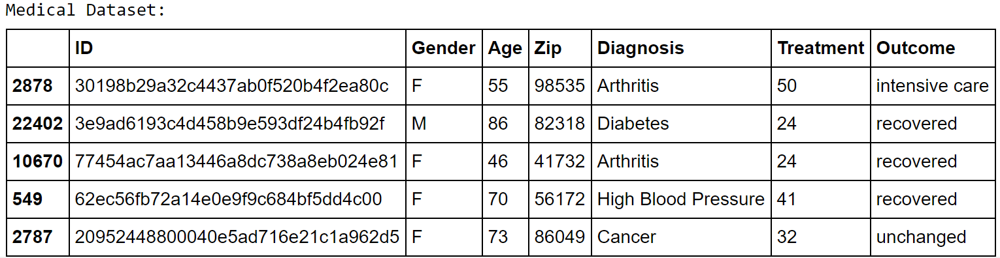 Medical Dataset:
ID Gender Age Zip Diagnosis Treatment Outcome
2878 30198b29a32c4437ab0f520b4f2ea80c F 55 98535 Arthritis 50 intensive care
22402 3e9ad6193c4d458b9e593df24b4fb92f M 86 82318 Diabetes 24 recovered
10670 77454ac7aa13446a8dc738a8eb024e81 F 46 41732 Arthritis 24 recovered
549 62ec56fb72a14e0e9f9c684bf5dd4c00 F 70 56172 High Blood Pressure 41 recovered
2787 20952448800040e5ad716e21c1a962d5 F 73 86049 Cancer 32 unchanged